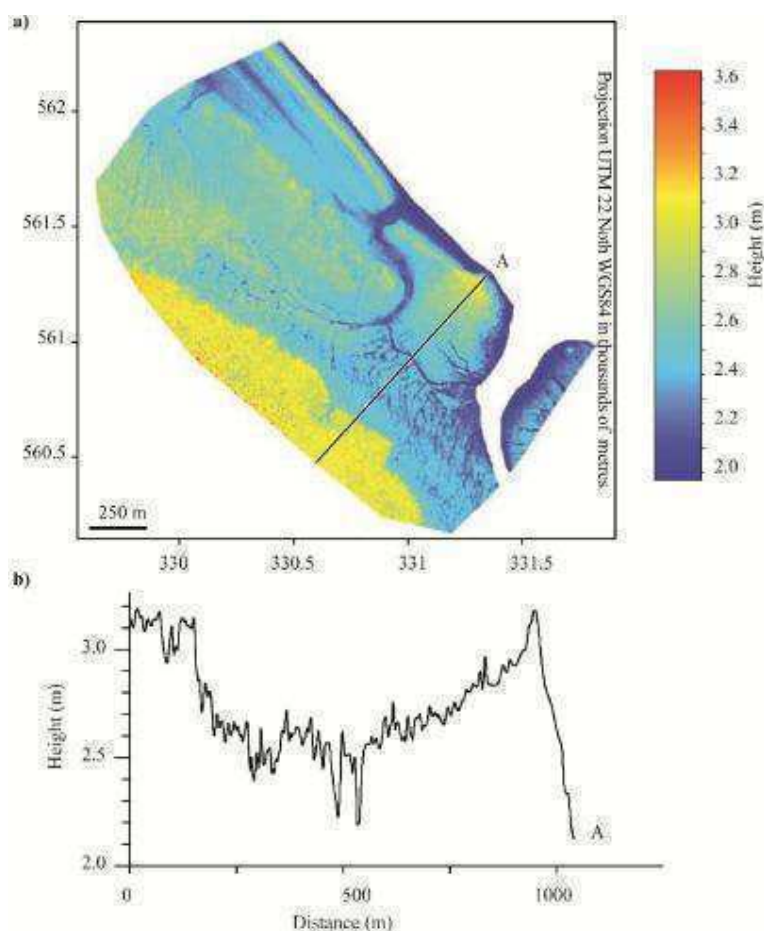 a)
562
561.5
561
560.5
250 m
330
330.5
331
331.5
A
Projection UTM 22 Noth WGS84 in thousands of metres
3.6
3.4
3.2
3.0
2.8
2.6
2.4
2.2
2.0
Height (m)
b)
3.0
2.5
2.0
Height (m)
A
0
500
1000
Distance (m)